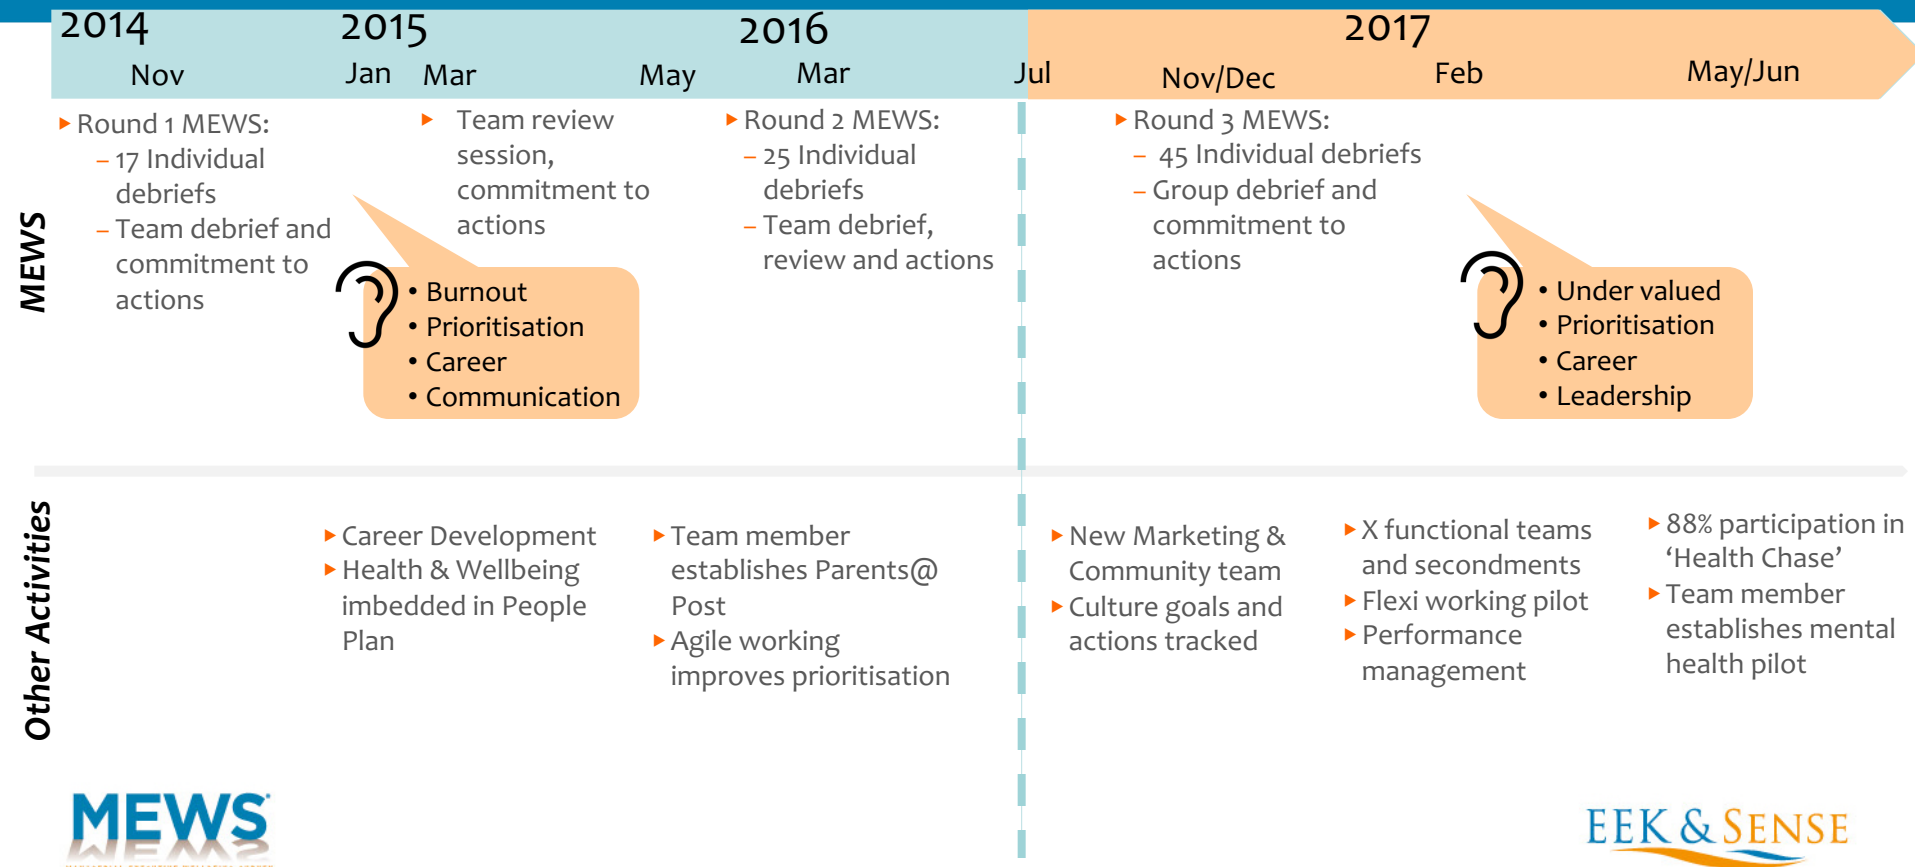 2014
2015
2016
2017
Nov
Jan
Mar
May
Mar
Jul
Nov/Dec
Feb
May/Jun
MEWS
Round 1 MEWS:
– 17 Individual
debriefs
– Team debrief and
commitment to
actions
Team review
session,
commitment to
actions
• Burnout
• Prioritisation
• Career
• Communication
Round 2 MEWS:
– 25 Individual
debriefs
– Team debrief,
review and actions
Round 3 MEWS:
– 45 Individual debriefs
– Group debrief and
commitment to
actions
• Under valued
• Prioritisation
• Career
• Leadership
Other Activities
Career Development
Health & Wellbeing
imbedded in People
Plan
Team member
establishes Parents@
Post
Agile working
improves prioritisation
New Marketing &
Community team
Culture goals and
actions tracked
X functional teams
and secondments
Flexi working pilot
Performance
management
88% participation in
‘Health Chase’
Team member
establishes mental
health pilot
MEWS
EEK & SENSE